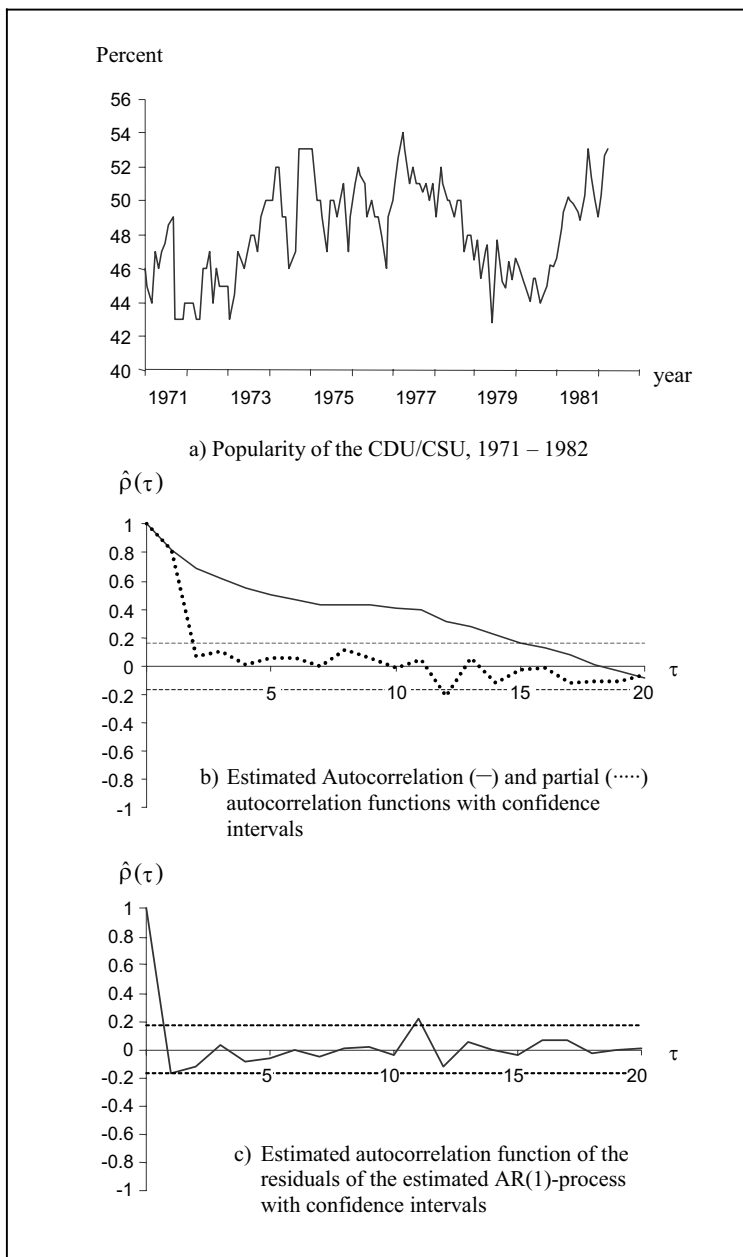 Percent
56
54
52
50
48
46
44
42
40
year
1971 1973 1975 1977 1979 1981
a) Popularity of the CDU/CSU, 1971 – 1982
ρ̂(τ)
1
0.8
0.6
0.4
0.2
0
-0.2
-0.4
-0.6
-0.8
-1
5 10 15 20 τ
b) Estimated Autocorrelation (—) and partial (·····)
autocorrelation functions with confidence
intervals
ρ̂(τ)
1
0.8
0.6
0.4
0.2
0
-0.2
-0.4
-0.6
-0.8
-1
5 10 15 20 τ
c) Estimated autocorrelation function of the
residuals of the estimated AR(1)-process
with confidence intervals